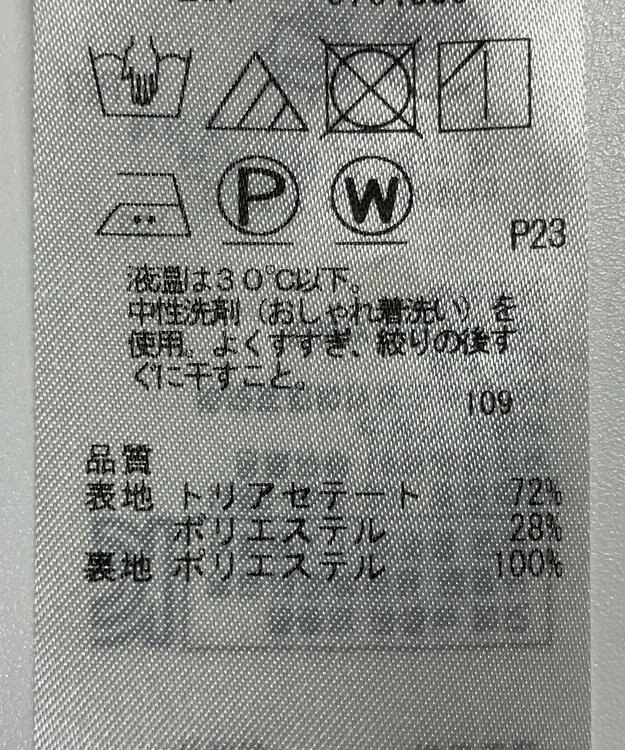 P
W
P23
液温は30℃以下。
中性洗剤（おしゃれ着洗い）を
使用。よくすすぎ、絞りの後す
ぐに干すこと。
109
品質
表地 トリアセテート 72%
ポリエステル 28%
裏地 ポリエステル 100%